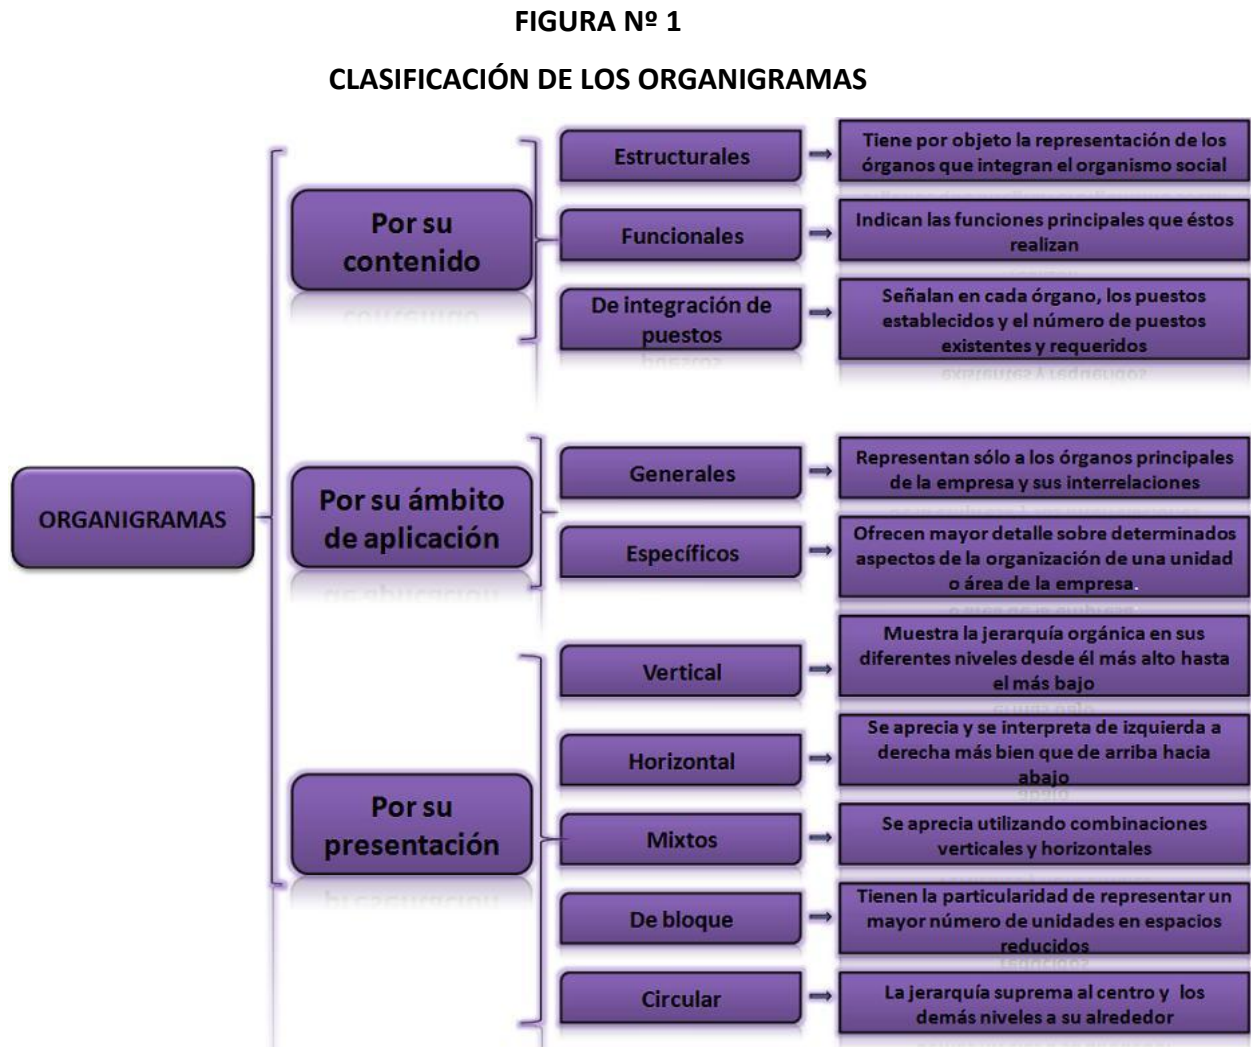 FIGURA Nº 1
CLASIFICACIÓN DE LOS ORGANIGRAMAS
ORGANIGRAMAS
Por su
contenido
Estructurales
Tiene por objeto la representación de los
órganos que integran el organismo social
Funcionales
Indican las funciones principales que éstos
realizan
De integración de
puestos
Señalan en cada órgano, los puestos
establecidos y el número de puestos
existentes y requeridos
Por su ámbito
de aplicación
Generales
Representan sólo a los órganos principales
de la empresa y sus interrelaciones
Específicos
Ofrecen mayor detalle sobre determinados
aspectos de la organización de una unidad
o área de la empresa.
Por su
presentación
Vertical
Muestra la jerarquía orgánica en sus
diferentes niveles desde él más alto hasta
el más bajo
Horizontal
Se aprecia y se interpreta de izquierda a
derecha más bien que de arriba hacia
abajo
Mixtos
Se aprecia utilizando combinaciones
verticales y horizontales
De bloque
Tienen la particularidad de representar un
mayor número de unidades en espacios
reducidos
Circular
La jerarquía suprema al centro y los
demás niveles a su alrededor